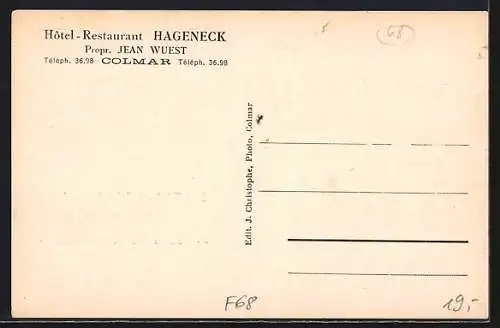 Hôtel-Restaurant HAGENECK
Propr. JEAN WUEST
Téléph. 36.98 COLMAR Téléph. 36.98
(68)
Edit. J. Christophe, Photo, Colmar
F68
19,-